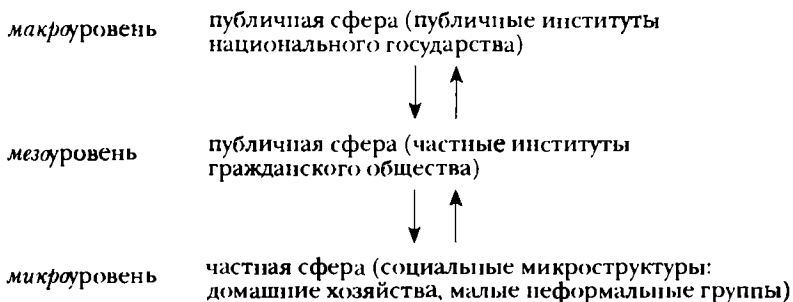 макроуровень публичная сфера (публичные институты
национального государства)
мезоуровень публичная сфера (частные институты
гражданского общества)
микроуровень частная сфера (социальные микроструктуры:
домашние хозяйства, малые неформальные группы)